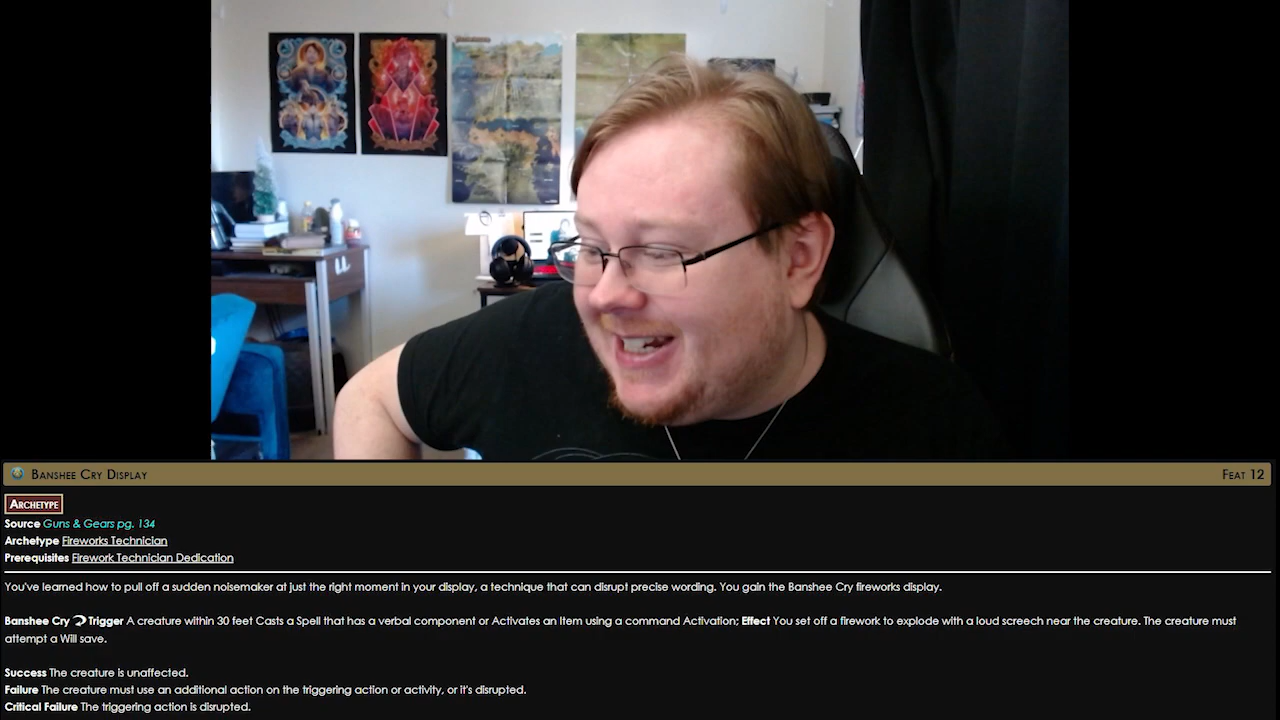 Banshee Cry Display Feat 12
Archetype
Source Guns & Gears pg. 134
Archetype Fireworks Technician
Prerequisites Firework Technician Dedication
You've learned how to pull off a sudden noisemaker at just the right moment in your display, a technique that can disrupt precise wording. You gain the Banshee Cry fireworks display.
Banshee Cry Trigger A creature within 30 feet Casts a Spell that has a verbal component or Activates an Item using a command Activation; Effect You set off a firework to explode with a loud screech near the creature. The creature must
attempt a Will save.
Success The creature is unaffected.
Failure The creature must use an additional action on the triggering action or activity, or it's disrupted.
Critical Failure The triggering action is disrupted.